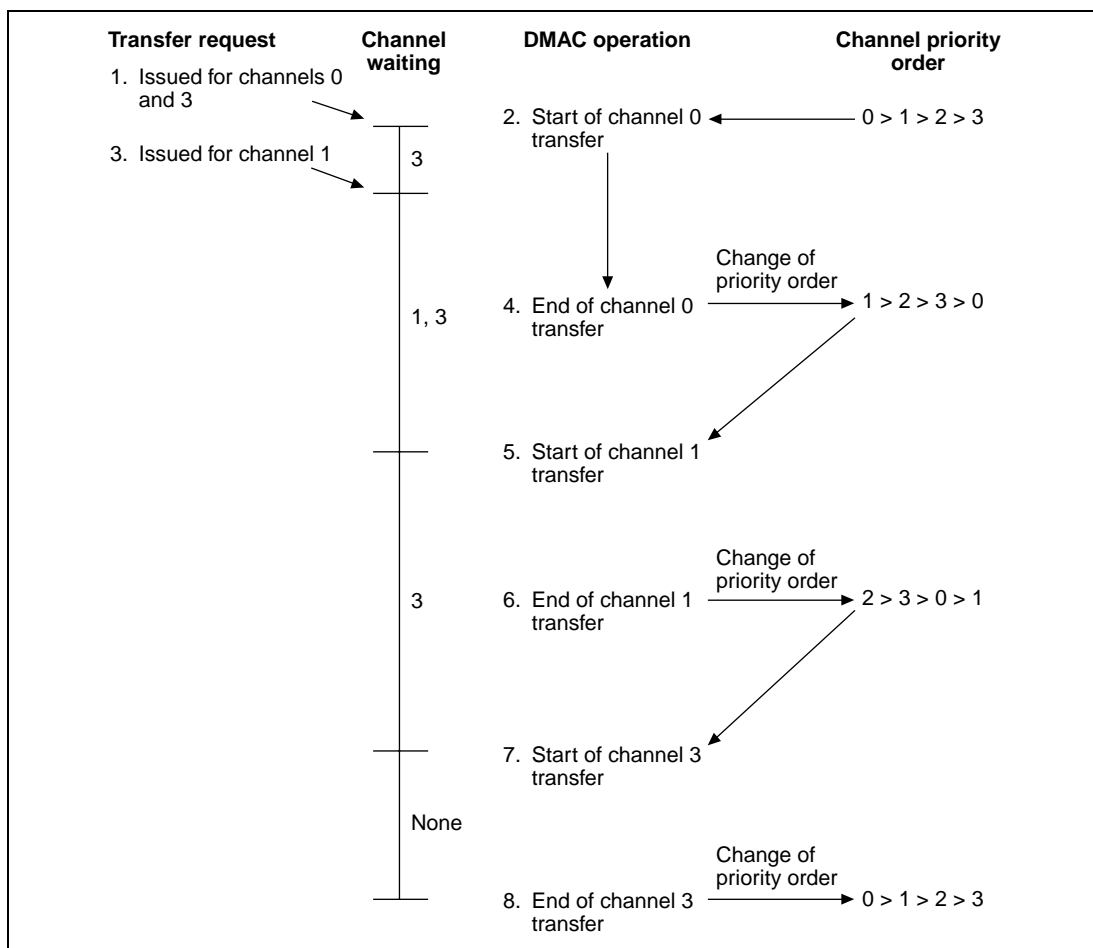 Transfer request
Channel
waiting
DMAC operation
Channel priority
order
1. Issued for channels 0
and 3
2. Start of channel 0
transfer
0 > 1 > 2 > 3
3. Issued for channel 1
3
Change of
priority order
4. End of channel 0
transfer
1 > 2 > 3 > 0
1, 3
5. Start of channel 1
transfer
Change of
priority order
3
6. End of channel 1
transfer
2 > 3 > 0 > 1
7. Start of channel 3
transfer
None
Change of
priority order
8. End of channel 3
transfer
0 > 1 > 2 > 3